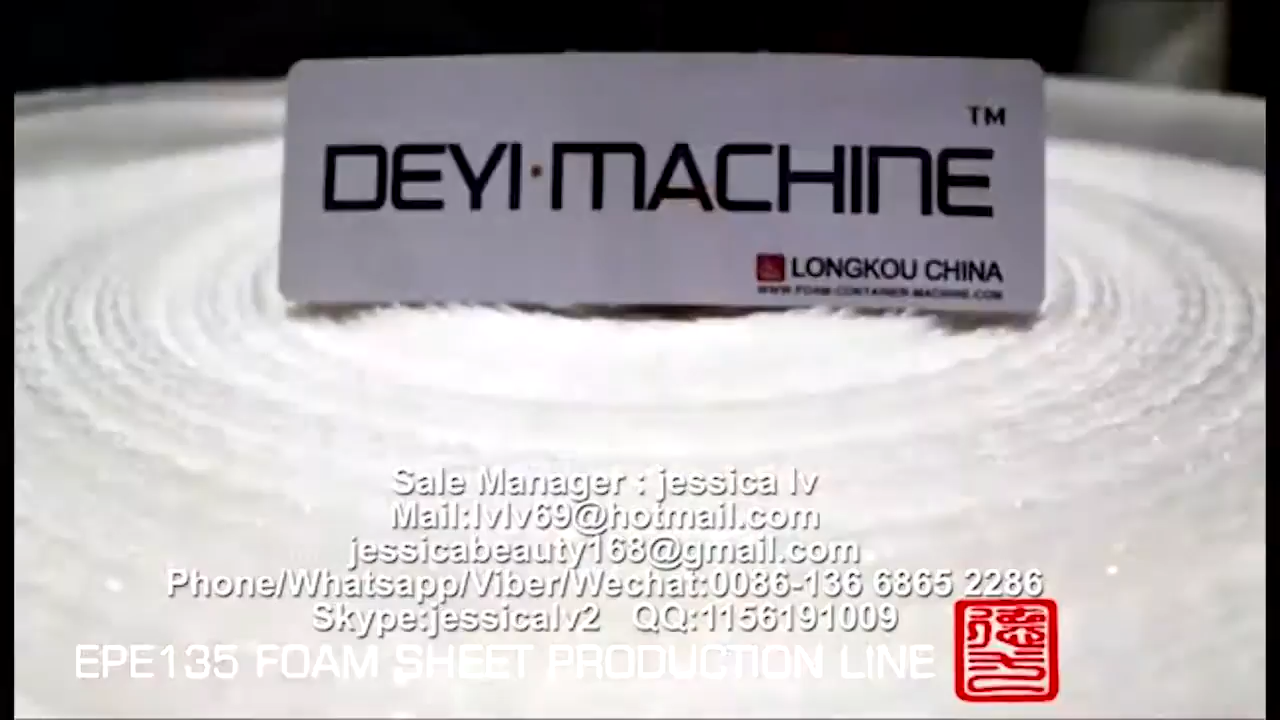 TM
DEYI·MACHINE
LONGKOU CHINA
WWW.FOAM-CONTAINER-MACHINE.COM
Sale Manager : jessica lv
Mail:lvlv69@hotmail.com
jessicabeauty168@gmail.com
Phone/Whatsapp/Viber/Wechat:0086-136 6865 2286
Skype:jessicalv2 QQ:1156191009
EPE135 FOAM SHEET PRODUCTION LINE